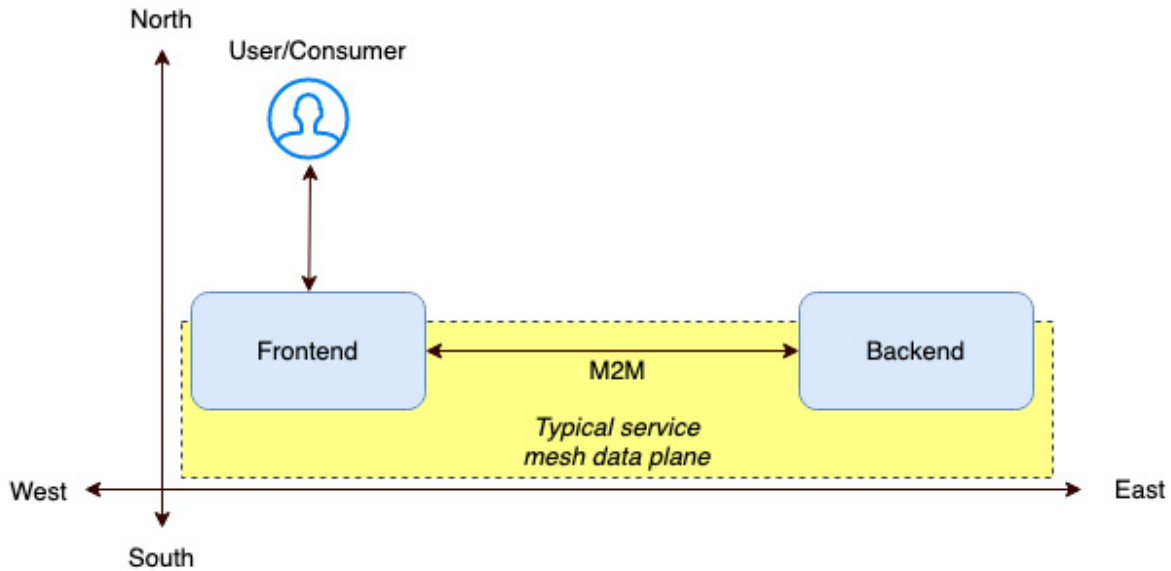 North
User/Consumer
Frontend
Backend
M2M
Typical service
mesh data plane
West
East
South